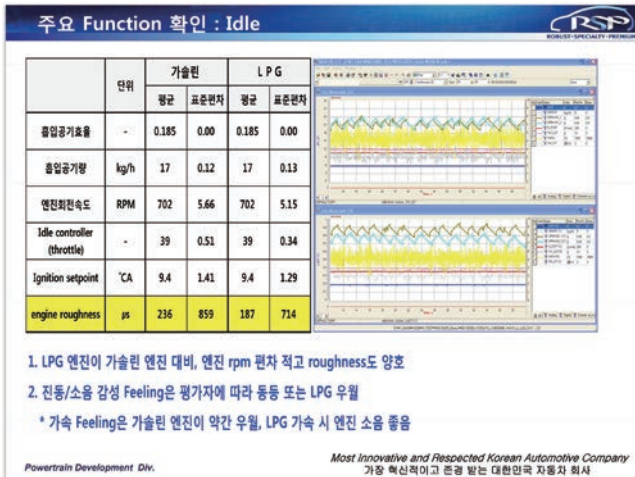 주요 Function 확인 : Idle
RSP
ROBUST·SPECIALTY·PREMIUM
단위 가솔린 LPG
평균 표준편차 평균 표준편차
흡입공기효율 - 0.185 0.00 0.185 0.00
흡입공기량 kg/h 17 0.12 17 0.13
엔진회전속도 RPM 702 5.66 702 5.15
Idle controller
(throttle) - 39 0.51 39 0.34
Ignition setpoint °CA 9.4 1.41 9.4 1.29
engine roughness μs 236 859 187 714
1. LPG 엔진이 가솔린 엔진 대비, 엔진 rpm 편차 적고 roughness도 양호
2. 진동/소음 감성 Feeling은 평가자에 따라 동등 또는 LPG 우월
* 가속 Feeling은 가솔린 엔진이 약간 우월, LPG 가속 시 엔진 소음 좋음
Powertrain Development Div.
Most Innovative and Respected Korean Automotive Company
가장 혁신적이고 존경 받는 대한민국 자동차 회사